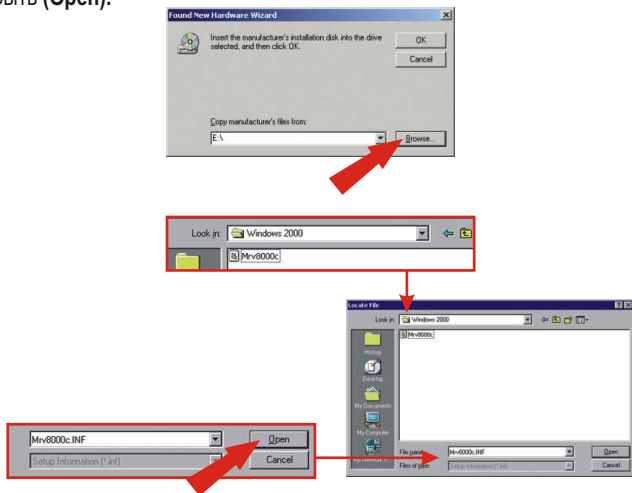 (Open).
Found New Hardware Wizard
Insert the manufacturer's installation disk into the drive
selected, and then click OK.
OK
Cancel
Copy manufacturer's files from:
E:\
Browse...
Look in:
Windows 2000
Mrv8000c
Locate File
Look in:
Windows 2000
Mrv8000c
History
Desktop
My Documents
My Computer
File name:
Mrv8000c.INF
Open
Files of type:
Setup Information (*.inf)
Cancel
Mrv8000c.INF
Open
Setup Information (*.inf)
Cancel